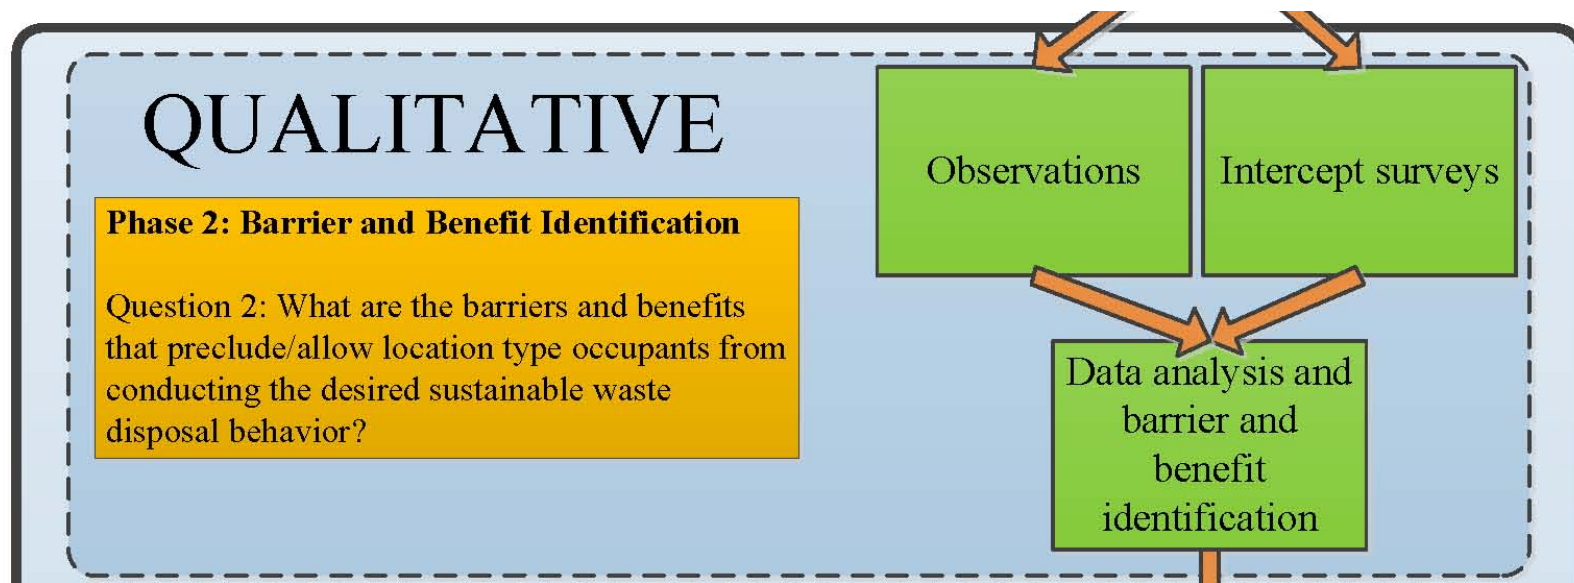 QUALITATIVE
Phase 2: Barrier and Benefit Identification
Question 2: What are the barriers and benefits
that preclude/allow location type occupants from
conducting the desired sustainable waste
disposal behavior?
Observations
Intercept surveys
Data analysis and
barrier and
benefit
identification